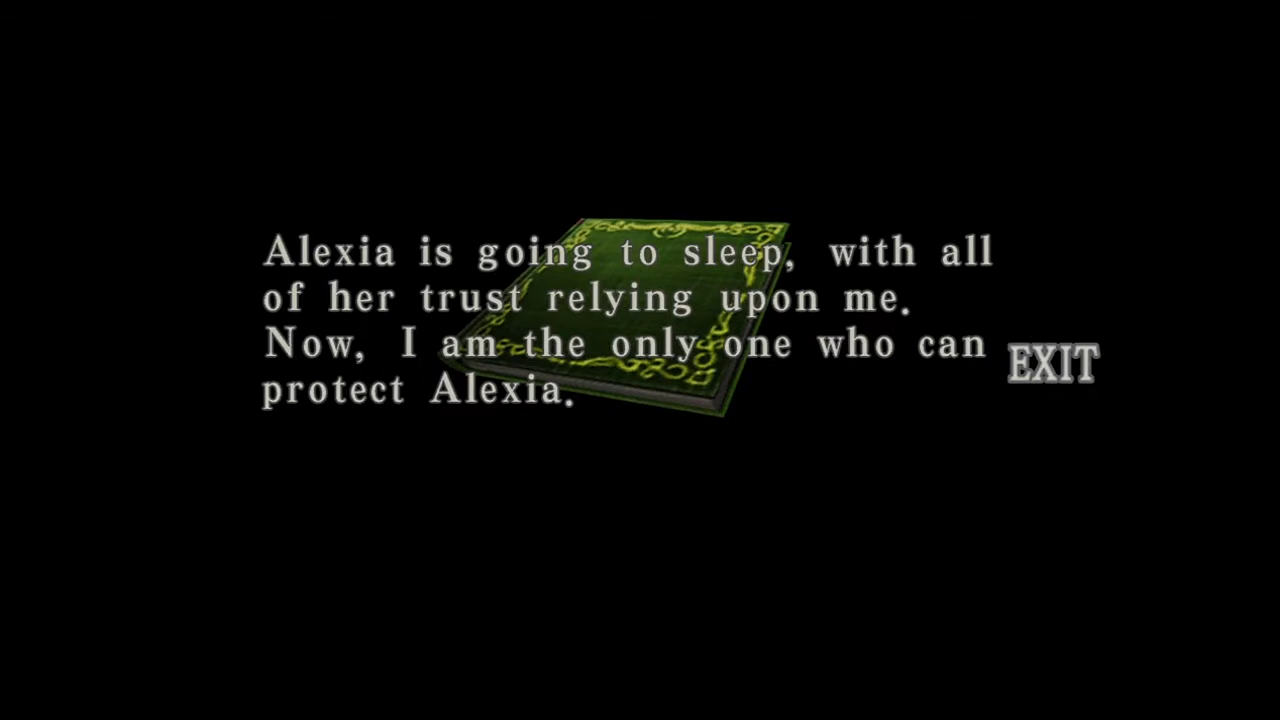 Alexia is going to sleep, with all
of her trust relying upon me.
Now, I am the only one who can
protect Alexia.
EXIT